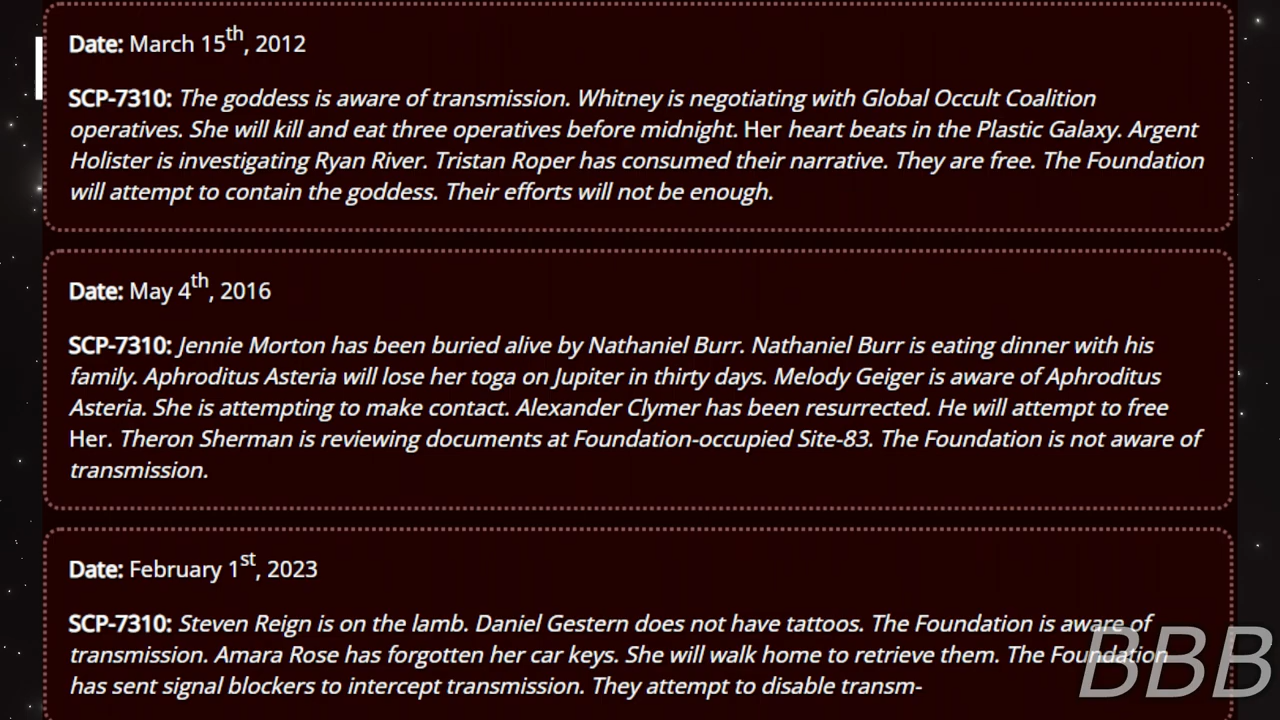 Date: March 15th, 2012
SCP-7310: The goddess is aware of transmission. Whitney is negotiating with Global Occult Coalition
operatives. She will kill and eat three operatives before midnight. Her heart beats in the Plastic Galaxy. Argent
Holister is investigating Ryan River. Tristan Roper has consumed their narrative. They are free. The Foundation
will attempt to contain the goddess. Their efforts will not be enough.
Date: May 4th, 2016
SCP-7310: Jennie Morton has been buried alive by Nathaniel Burr. Nathaniel Burr is eating dinner with his
family. Aphroditus Asteria will lose her toga on Jupiter in thirty days. Melody Geiger is aware of Aphroditus
Asteria. She is attempting to make contact. Alexander Clymer has been resurrected. He will attempt to free
Her. Theron Sherman is reviewing documents at Foundation-occupied Site-83. The Foundation is not aware of
transmission.
Date: February 1st, 2023
SCP-7310: Steven Reign is on the lamb. Daniel Gestern does not have tattoos. The Foundation is aware of
transmission. Amara Rose has forgotten her car keys. She will walk home to retrieve them. The Foundation
has sent signal blockers to intercept transmission. They attempt to disable transm-
BBB